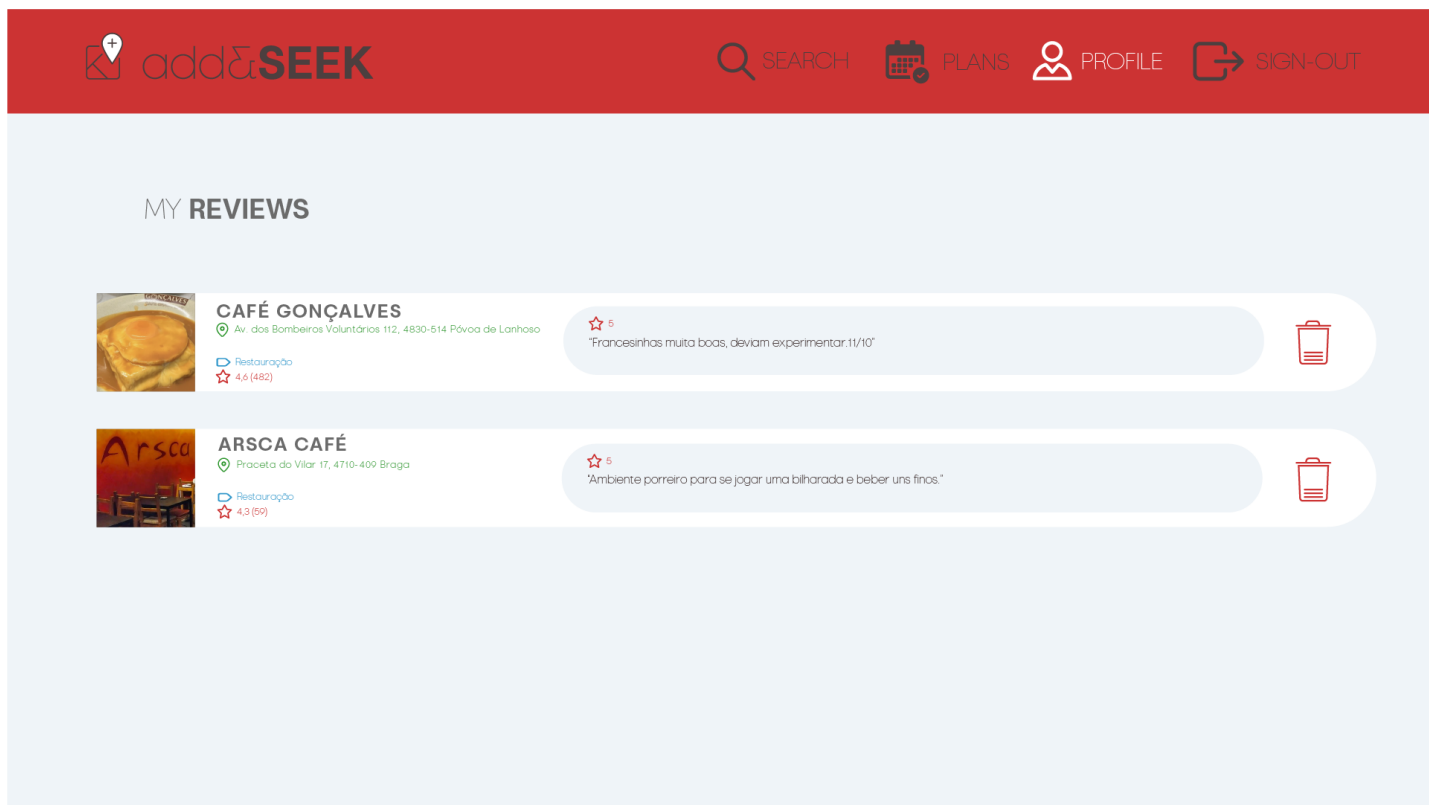 add&SEEK
SEARCH
PLANS
PROFILE
SIGN-OUT
MY REVIEWS
GONÇALVES
CAFÉ GONÇALVES
Av. dos Bombeiros Voluntários 112, 4830-514 Póvoa de Lanhoso
Restauração
4,6 (482)
5
"Francesinhas muita boas, deviam experimentar.11/10"
Arsca
ARSCA CAFÉ
Praceta do Vilar 17, 4710-409 Braga
Restauração
4,3 (59)
5
"Ambiente porreiro para se jogar uma bilharada e beber uns finos."